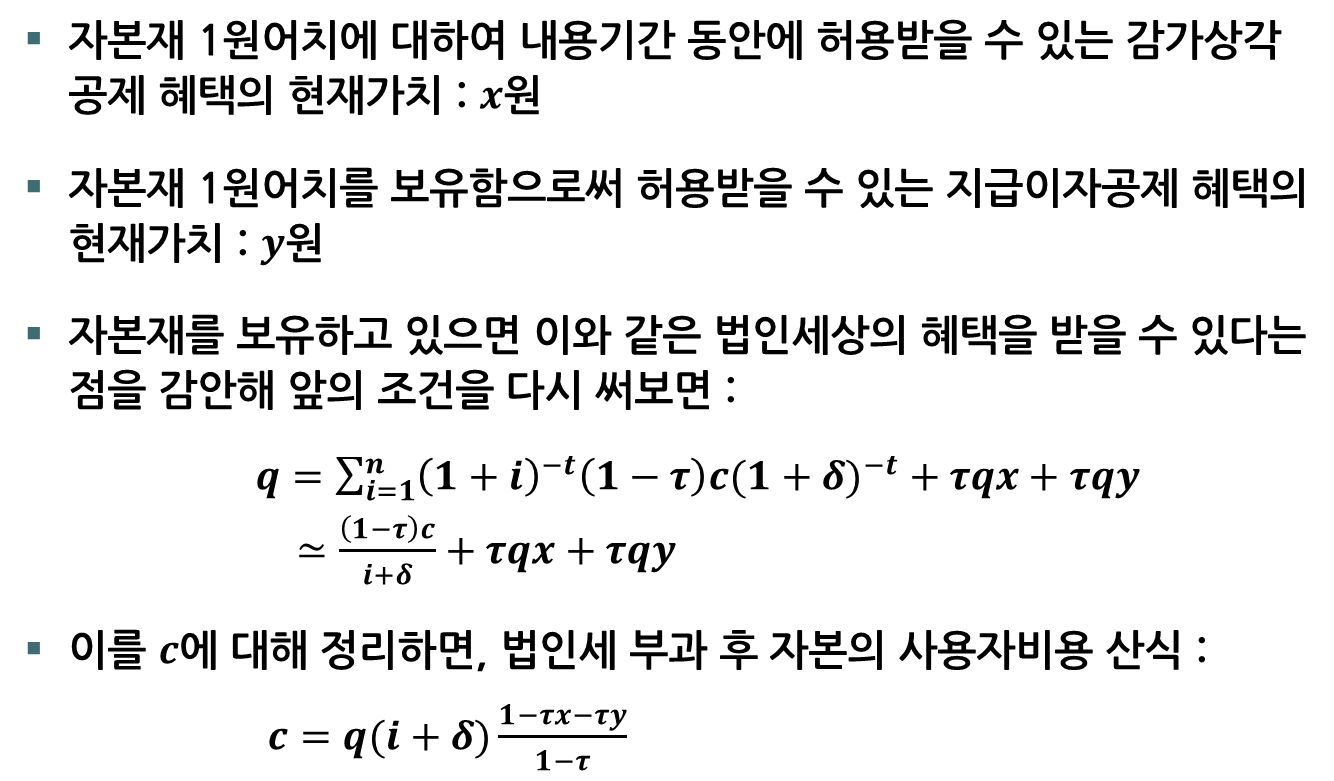 ▪ 자본재 1원어치에 대하여 내용기간 동안에 허용받을 수 있는 감가상각
공제 혜택의 현재가치 : x원
▪ 자본재 1원어치를 보유함으로써 허용받을 수 있는 지급이자공제 혜택의
현재가치 : y원
▪ 자본재를 보유하고 있으면 이와 같은 법인세상의 혜택을 받을 수 있다는
점을 감안해 앞의 조건을 다시 써보면 :
q = ∑_{i=1}^{n}(1 + i)^{-t}(1 − τ)c(1 + δ)^{-t} + τqx + τqy
≃ \frac{(1−τ)c}{i+δ} + τqx + τqy
▪ 이를 c에 대해 정리하면, 법인세 부과 후 자본의 사용자비용 산식 :
c = q(i + δ)\frac{1−τx−τy}{1−τ}